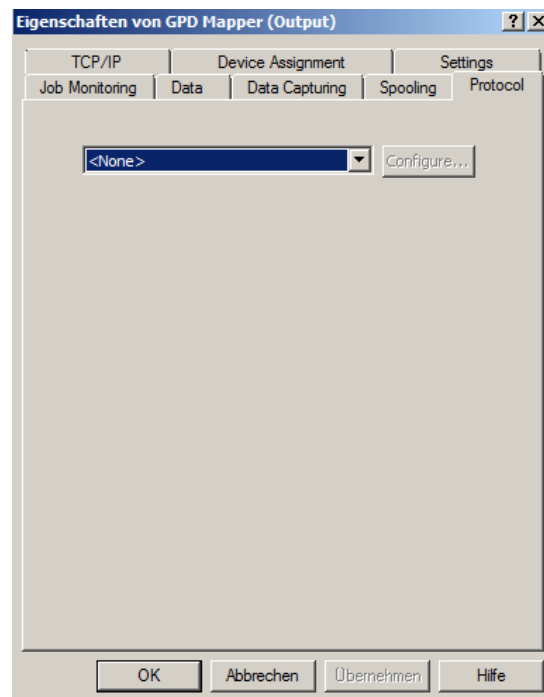 Eigenschaften von GPD Mapper (Output)
TCP/IP Device Assignment Settings
Job Monitoring Data Data Capturing Spooling Protocol
<None> Configure...
OK Abbrechen Übernehmen Hilfe